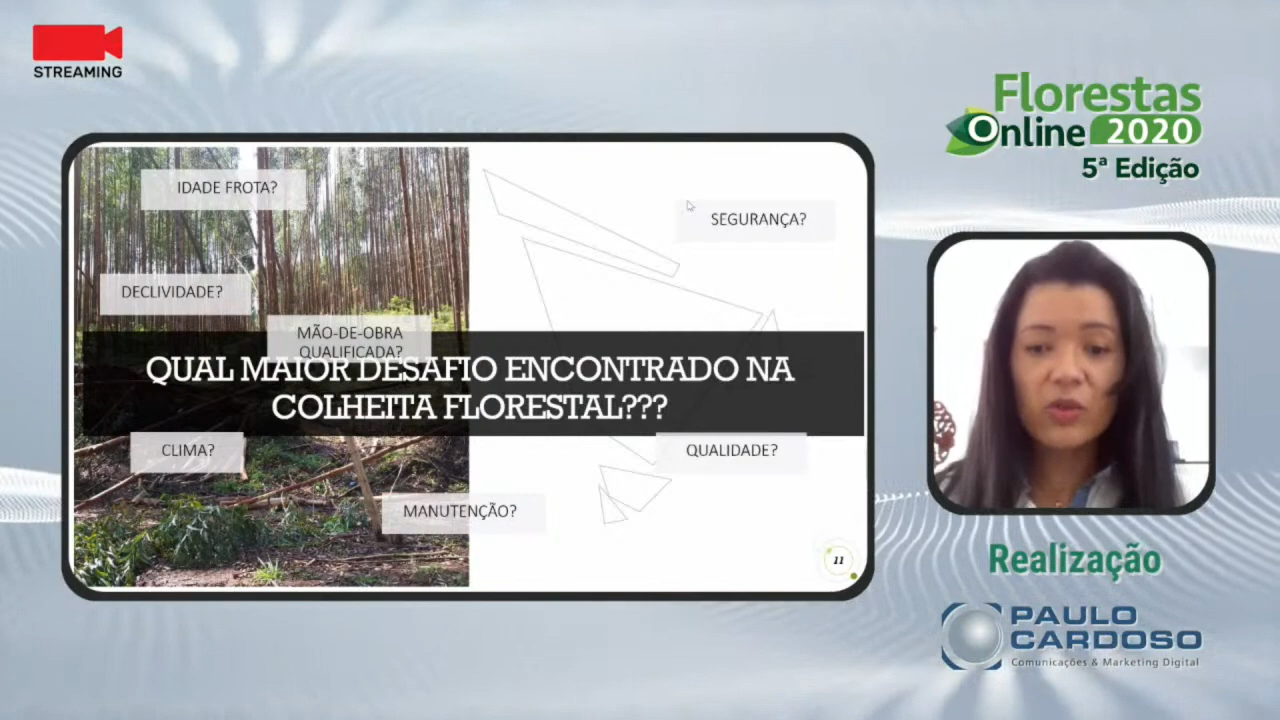 STREAMING
Florestas
Online 2020
5ª Edição
IDADE FROTA?
SEGURANÇA?
DECLIVIDADE?
MÃO-DE-OBRA
QUALIFICADA?
QUAL MAIOR DESAFIO ENCONTRADO NA
COLHEITA FLORESTAL???
CLIMA?
QUALIDADE?
MANUTENÇÃO?
11
Realização
PAULO
CARDOSO
Comunicações & Marketing Digital